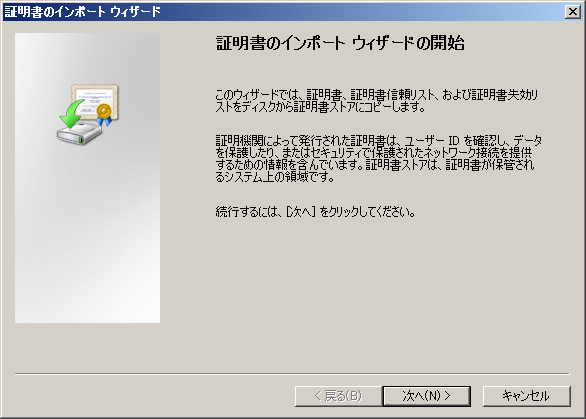 証明書のインポート ウィザード
証明書のインポート ウィザードの開始
このウィザードでは、証明書、証明書信頼リスト、および証明書失効リ
ストをディスクから証明書ストアにコピーします。
証明機関によって発行された証明書は、ユーザー ID を確認し、データ
を保護したり、またはセキュリティで保護されたネットワーク接続を提供
するための情報を含んでいます。証明書ストアは、証明書が保管され
るシステム上の領域です。
続行するには、[次へ] をクリックしてください。
< 戻る(B)
次へ(N) >
キャンセル